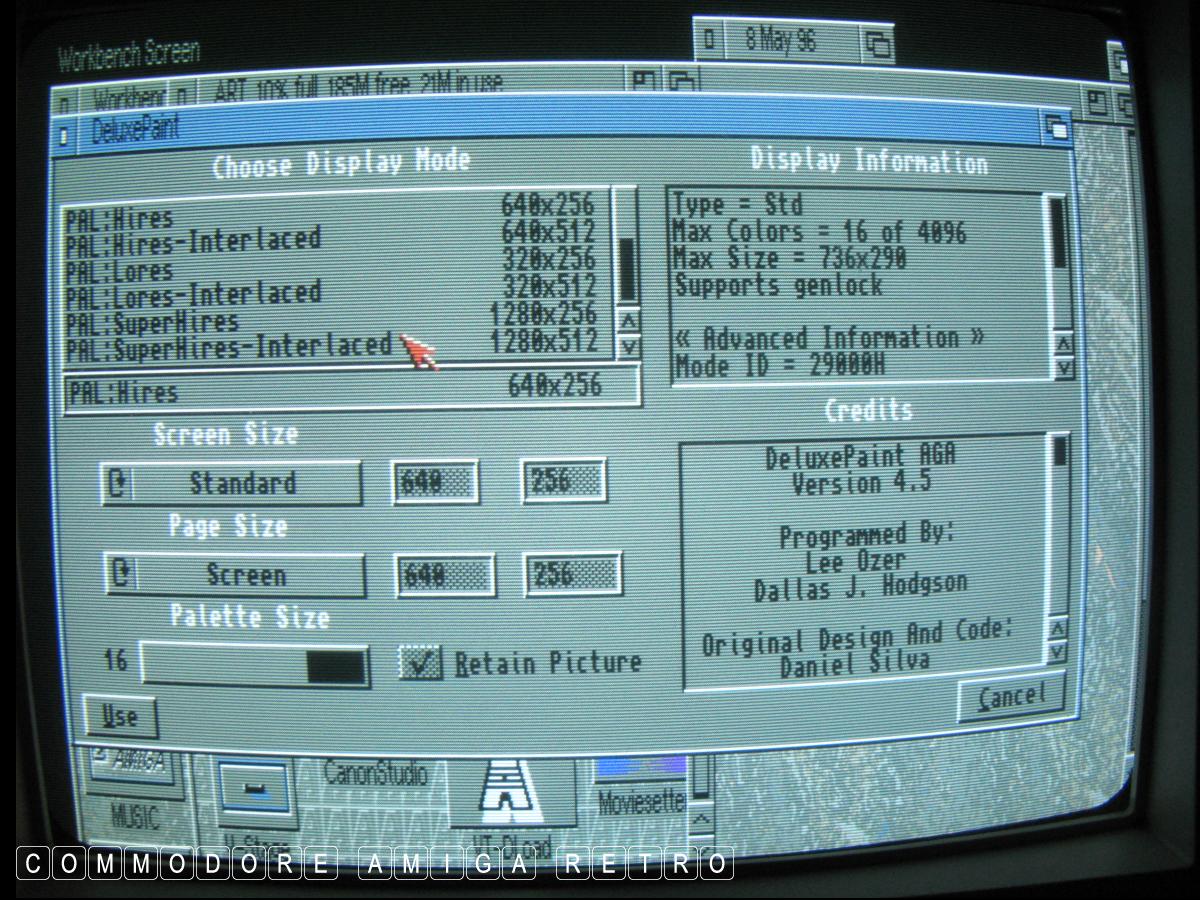 Workbench Screen
8 May 96
Workbenc
ART 10% full, 185M free, 21M in use
DeluxePaint
Choose Display Mode
PAL:Hires 640x256
PAL:Hires-Interlaced 640x512
PAL:Lores 320x256
PAL:Lores-Interlaced 320x512
PAL:SuperHires 1280x256
PAL:SuperHires-Interlaced 1280x512
PAL:Hires 640x256
Screen Size
Standard 640 256
Page Size
Screen 640 256
Palette Size
16
Retain Picture
Use
Display Information
Type = Std
Max Colors = 16 of 4096
Max Size = 736x290
Supports genlock
« Advanced Information »
Mode ID = 29000H
Credits
DeluxePaint AGA
Version 4.5
Programmed By:
Lee Ozer
Dallas J. Hodgson
Original Design And Code:
Daniel Silva
Cancel
AMIGA
MUSIC
CanonStudio
Moviesette
COMMODORE AMIGA RETRO